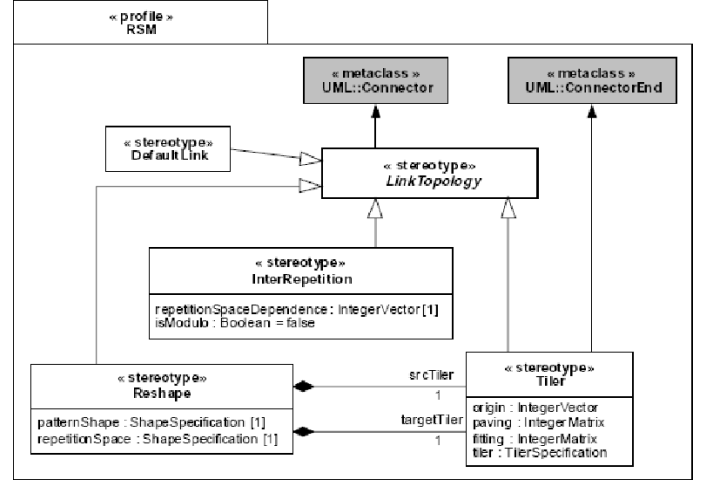 « profile »
RSM
« metaclass »
UML::Connector
« metaclass »
UML::ConnectorEnd
« stereotype»
DefaultLink
« stereotype»
LinkTopology
« stereotype»
InterRepetition
repetitionSpaceDependence : IntegerVector [1]
isModulo : Boolean = false
« stereotype»
Reshape
patternShape : ShapeSpecification [1]
repetitionSpace : ShapeSpecification [1]
srcTiler
1
targetTiler
1
« stereotype»
Tiler
origin : IntegerVector
paving : IntegerMatrix
fitting : IntegerMatrix
tiler : TilerSpecification